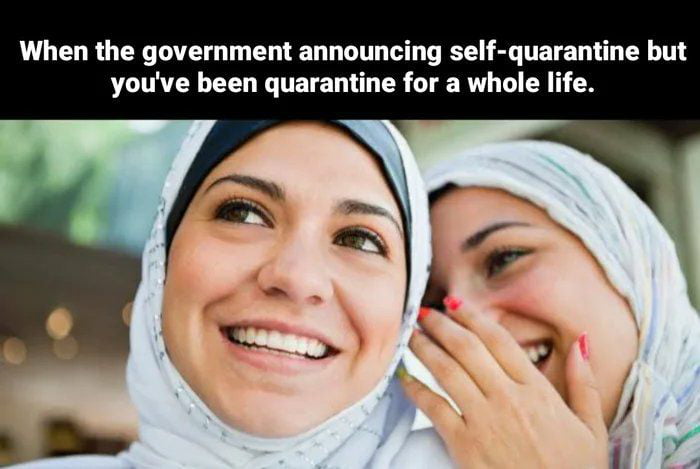 When the government announcing self-quarantine but
you've been quarantine for a whole life.